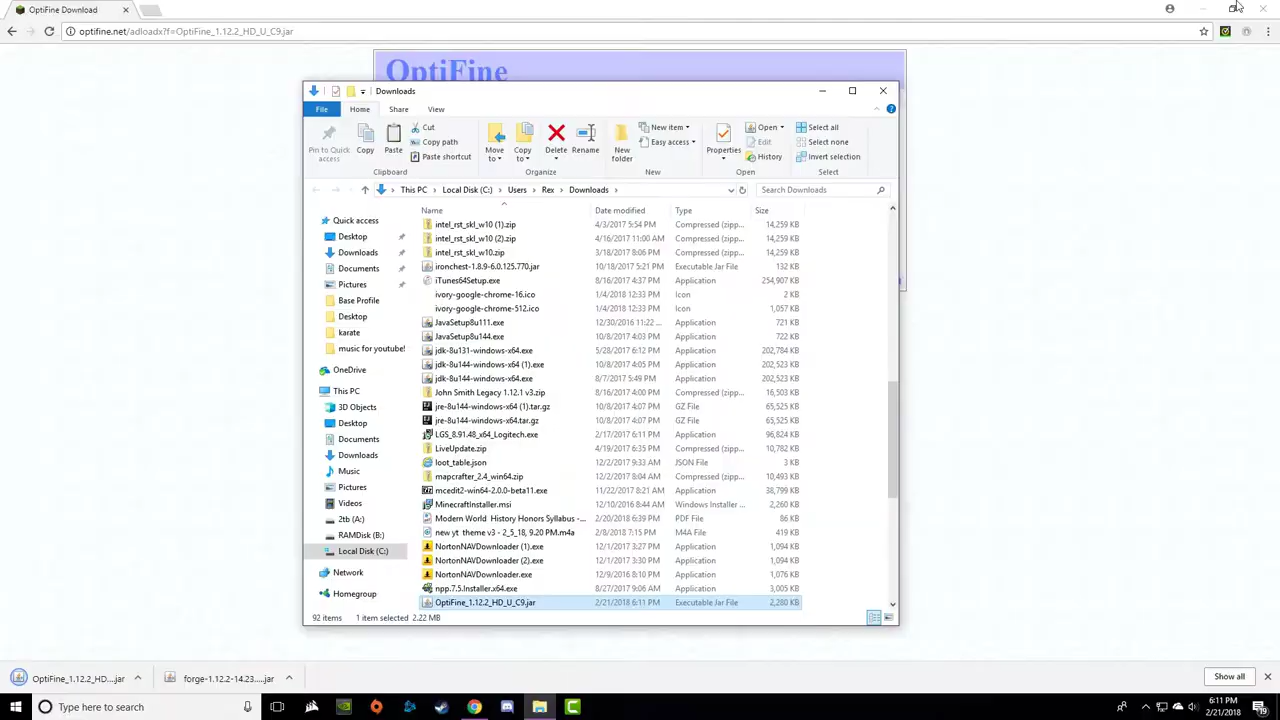 OptiFine Download
optifine.net/adloadx?f=OptiFine_1.12.2_HD_U_C9.jar
OptiFine
Downloads
File Home Share View
Pin to Quick access
Copy
Paste
Cut
Copy path
Paste shortcut
Clipboard
Move to
Copy to
Delete
Rename
Organize
New folder
New item
Easy access
New
Properties
Open
Edit
History
Open
Select all
Select none
Invert selection
Select
This PC Local Disk (C:) Users Rex Downloads
Search Downloads
Quick access
Desktop
Downloads
Documents
Pictures
Base Profile
Desktop
karate
music for youtube!
OneDrive
This PC
3D Objects
Desktop
Documents
Downloads
Music
Pictures
Videos
2tb (A:)
RAMDisk (B:)
Local Disk (C:)
Network
Homegroup
Name Date modified Type Size
intel_rst_skl_w10 (1).zip 4/3/2017 5:54 PM Compressed (zipp... 14,259 KB
intel_rst_skl_w10 (2).zip 4/16/2017 11:00 AM Compressed (zipp... 14,259 KB
intel_rst_skl_w10.zip 3/18/2017 8:06 PM Compressed (zipp... 14,259 KB
ironchest-1.8.9-6.0.125.770.jar 10/18/2017 5:21 PM Executable Jar File 132 KB
iTunes64Setup.exe 8/16/2017 4:37 PM Application 254,907 KB
ivory-google-chrome-16.ico 1/4/2018 12:33 PM Icon 2 KB
ivory-google-chrome-512.ico 1/4/2018 12:33 PM Icon 1,057 KB
JavaSetup8u111.exe 12/30/2016 11:22 ... Application 721 KB
JavaSetup8u144.exe 10/8/2017 4:03 PM Application 722 KB
jdk-8u131-windows-x64.exe 5/28/2017 6:12 PM Application 202,784 KB
jdk-8u144-windows-x64 (1).exe 10/8/2017 4:05 PM Application 202,523 KB
jdk-8u144-windows-x64.exe 8/7/2017 5:49 PM Application 202,523 KB
John Smith Legacy 1.12.1 v3.zip 8/16/2017 4:00 PM Compressed (zipp... 16,503 KB
jre-8u144-windows-x64 (1).tar.gz 10/8/2017 4:07 PM GZ File 65,525 KB
jre-8u144-windows-x64.tar.gz 10/8/2017 4:07 PM GZ File 65,525 KB
LGS_8.91.48_x64_Logitech.exe 2/17/2017 6:11 PM Application 96,824 KB
LiveUpdate.zip 4/19/2017 6:35 PM Compressed (zipp... 10,782 KB
loot_table.json 12/2/2017 9:33 AM JSON File 3 KB
mapcrafter_2.4_win64.zip 12/2/2017 8:04 AM Compressed (zipp... 10,493 KB
mcedit2-win64-2.0.0-beta11.exe 11/22/2017 8:21 AM Application 38,799 KB
MinecraftInstaller.msi 12/10/2016 8:44 AM Windows Installer ... 2,260 KB
Modern World History Honors Syllabus -... 2/20/2018 6:39 PM PDF File 86 KB
new yt theme v3 - 2_5_18, 9.20 PM.m4a 2/8/2018 7:15 PM M4A File 419 KB
NortonNAVDownloader (1).exe 12/1/2017 3:27 PM Application 1,094 KB
NortonNAVDownloader (2).exe 12/1/2017 3:30 PM Application 1,094 KB
NortonNAVDownloader.exe 12/9/2016 8:10 PM Application 1,076 KB
npp.7.5.Installer.x64.exe 8/27/2017 9:06 AM Application 3,005 KB
OptiFine_1.12.2_HD_U_C9.jar 2/21/2018 6:11 PM Executable Jar File 2,280 KB
92 items 1 item selected 2.22 MB
OptiFine_1.12.2_HD....jar
forge-1.12.2-14.23.....jar
Show all
Type here to search
6:11 PM
2/21/2018
19